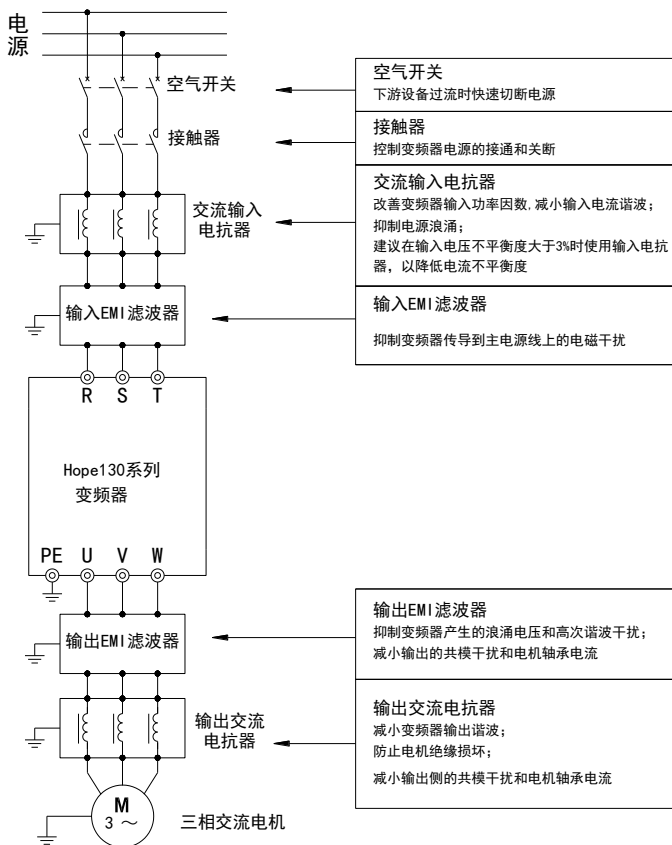 电
源
空气开关
接触器
交流输入
电抗器
输入EMI滤波器
R S T
Hope130系列
变频器
PE U V W
输出EMI滤波器
输出交流
电抗器
M
3 ～
三相交流电机
空气开关
下游设备过流时快速切断电源
接触器
控制变频器电源的接通和关断
交流输入电抗器
改善变频器输入功率因数,减小输入电流谐波;
抑制电源浪涌;
建议在输入电压不平衡度大于3%时使用输入电抗
器，以降低电流不平衡度
输入EMI滤波器
抑制变频器传导到主电源线上的电磁干扰
输出EMI滤波器
抑制变频器产生的浪涌电压和高次谐波干扰;
减小输出的共模干扰和电机轴承电流
输出交流电抗器
减小变频器输出谐波;
防止电机绝缘损坏;
减小输出侧的共模干扰和电机轴承电流